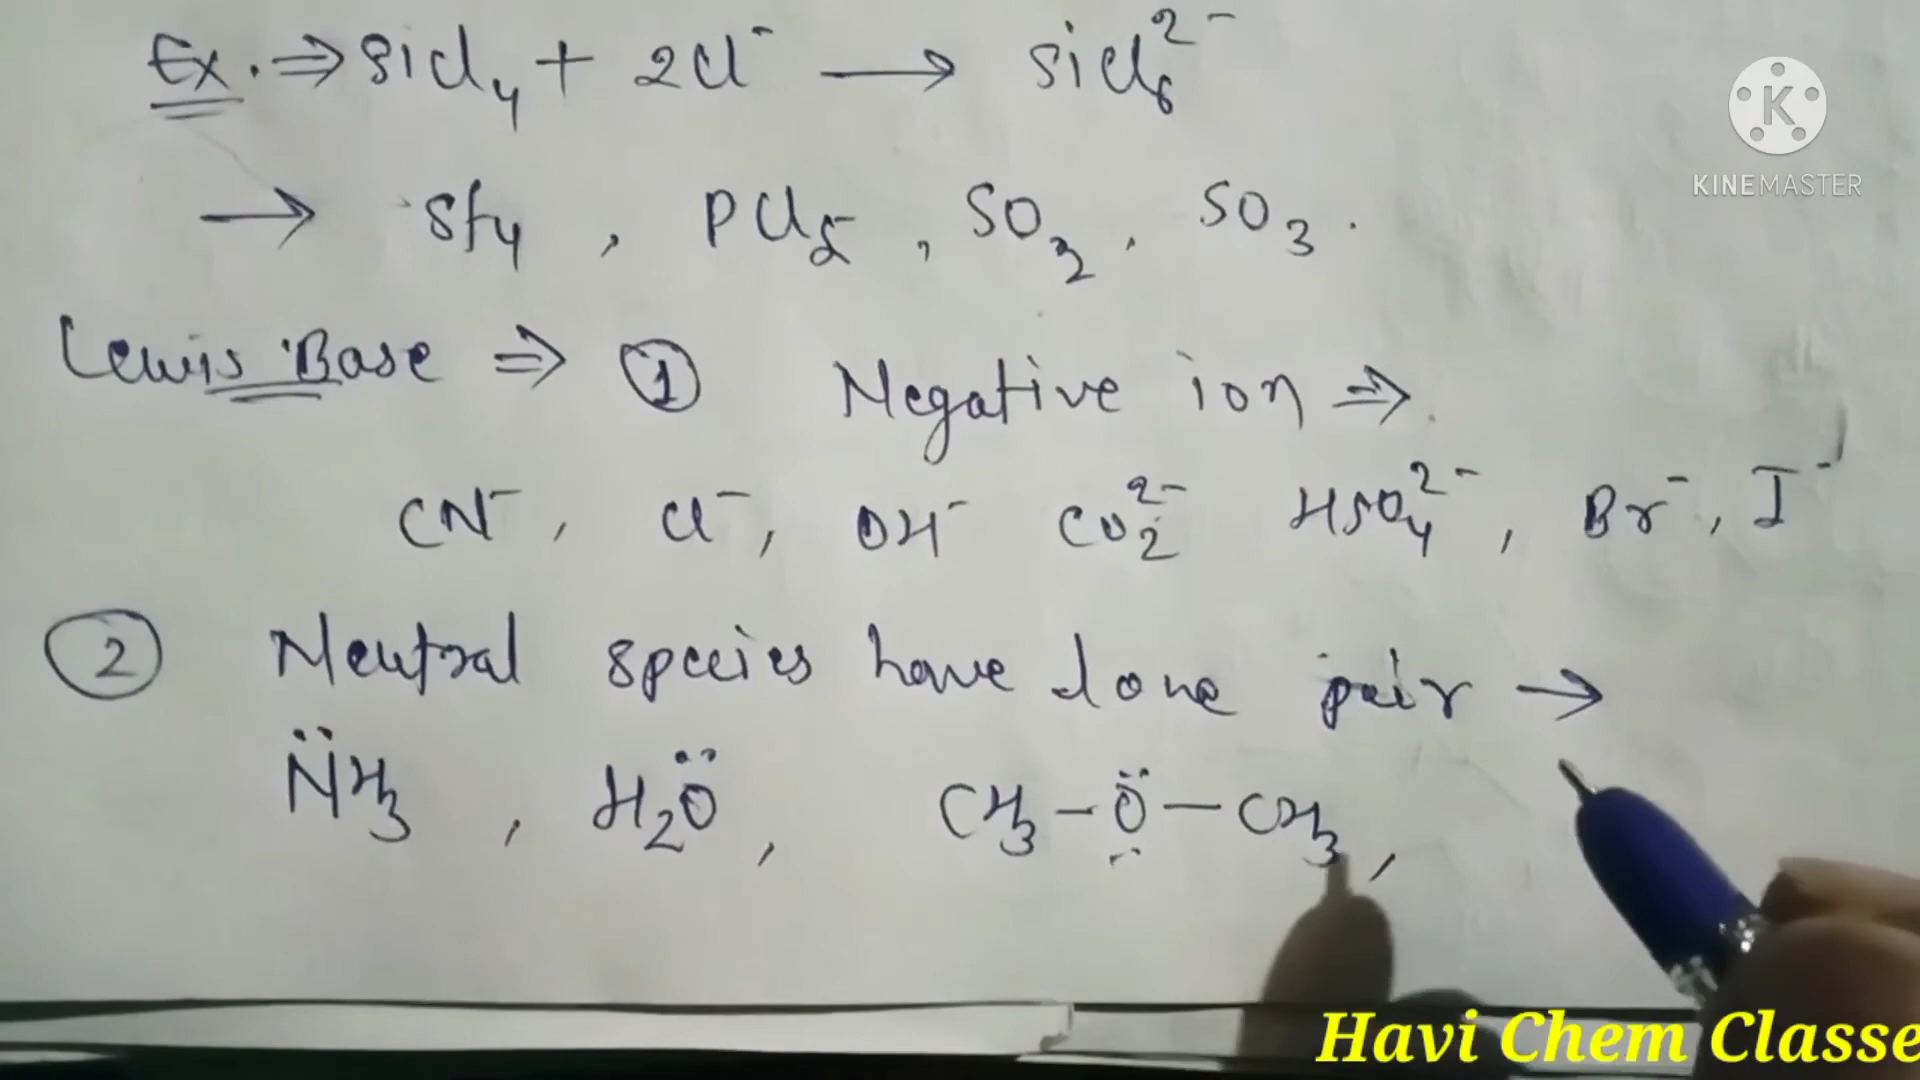 Ex. ⇒ SiCl₄ + 2Cl⁻ → SiCl₆²⁻
K
KINEMASTER
→ Sf₄, PCl₅, SO₂, SO₃.
Lewis Base ⇒ ① Negative ion ⇒
CN⁻, Cl⁻, OH⁻ CO₂²⁻ HSO₄²⁻, Br⁻, I⁻
② Neutral species have lone pair →
N̈H₃, H₂Ö, CH₃-Ö-CH₃,
Havi Chem Classe